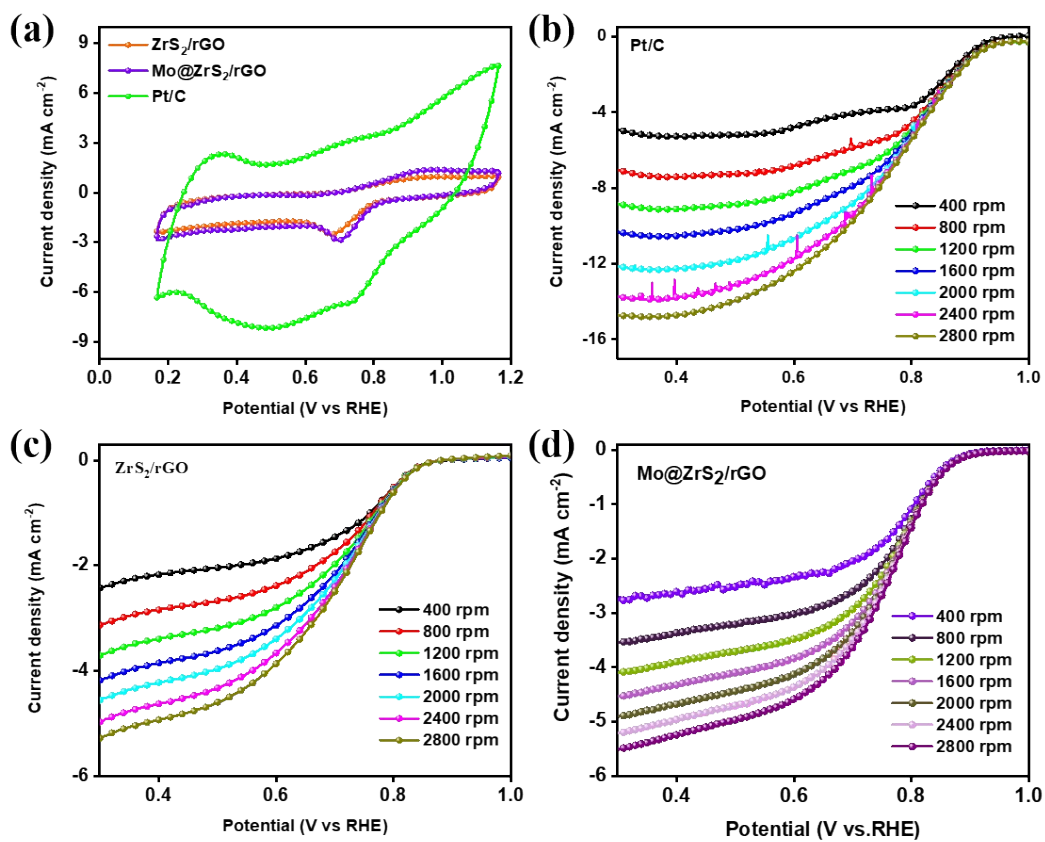 (a)
ZrS₂/rGO
Mo@ZrS₂/rGO
Pt/C
9
6
3
0
-3
-6
-9
0.0 0.2 0.4 0.6 0.8 1.0 1.2
Current density (mA cm⁻²)
Potential (V vs RHE)
(b)
Pt/C
0
-4
-8
-12
-16
400 rpm
800 rpm
1200 rpm
1600 rpm
2000 rpm
2400 rpm
2800 rpm
0.4 0.6 0.8 1.0
Current density (mA cm⁻²)
Potential (V vs RHE)
(c)
ZrS₂/rGO
0
-2
-4
-6
400 rpm
800 rpm
1200 rpm
1600 rpm
2000 rpm
2400 rpm
2800 rpm
0.4 0.6 0.8 1.0
Current density (mA cm⁻²)
Potential (V vs RHE)
(d)
Mo@ZrS₂/rGO
0
-1
-2
-3
-4
-5
-6
400 rpm
800 rpm
1200 rpm
1600 rpm
2000 rpm
2400 rpm
2800 rpm
0.4 0.6 0.8 1.0
Current density (mA cm⁻²)
Potential (V vs.RHE)